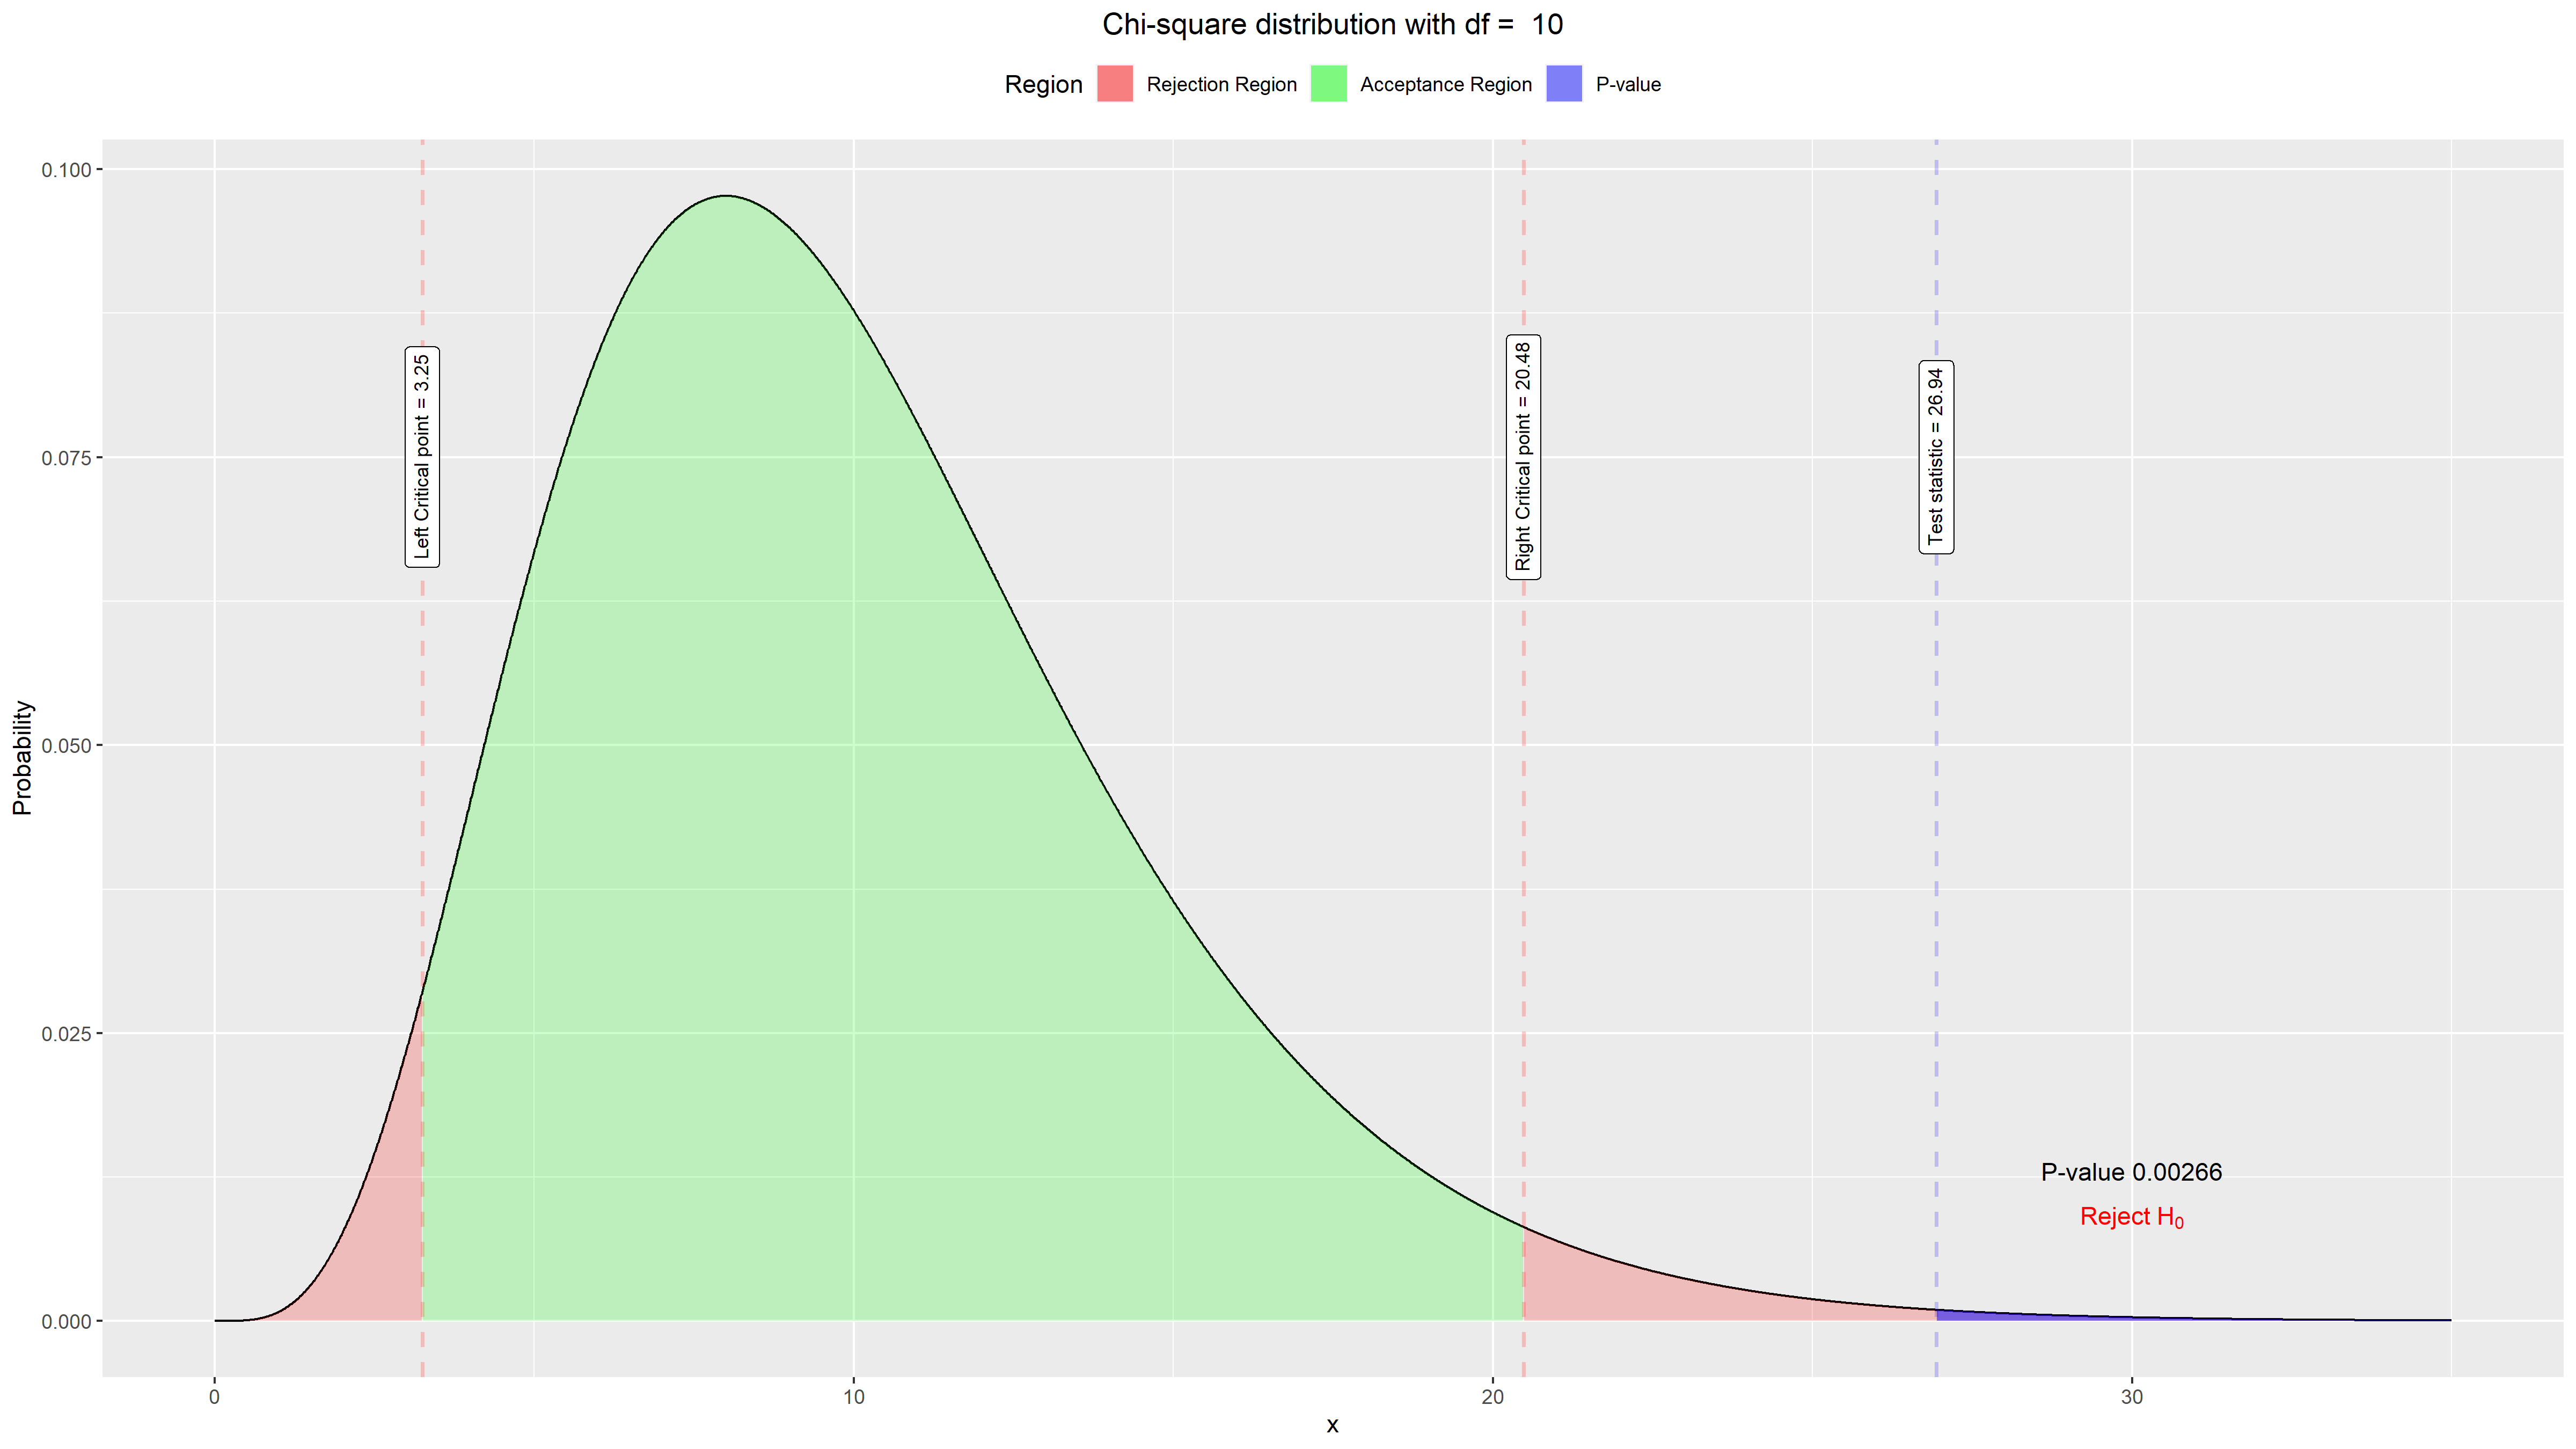 Chi-square distribution with df =  10
Region Rejection Region Acceptance Region P-value
0.100
0.075
0.050
0.025
0.000
Probability
Left Critical point = 3.25
Right Critical point = 20.48
Test statistic = 26.94
P-value 0.00266
Reject H₀
0 10 20 30
x